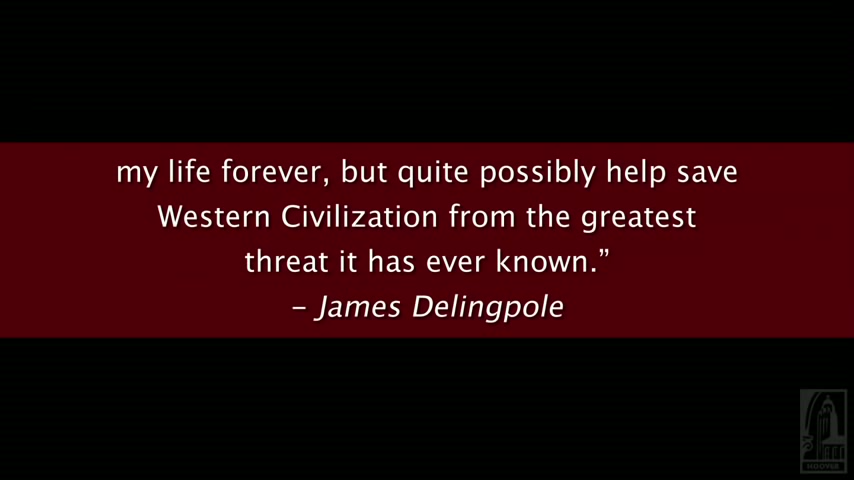 my life forever, but quite possibly help save
Western Civilization from the greatest
threat it has ever known.”
– James Delingpole
HOOVER